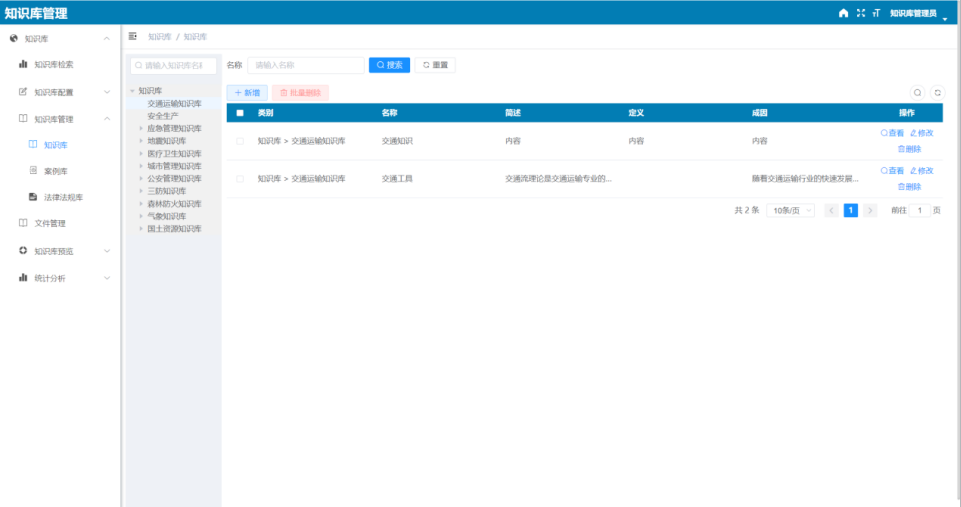 知识库管理
知识库管理员
知识库
知识库检索
知识库配置
知识库管理
知识库
案例库
法律法规库
文件管理
知识库预览
统计分析
知识库 / 知识库
请输入知识库名称
知识库
交通运输知识库
安全生产
应急管理知识库
地震知识库
医疗卫生知识库
城市管理知识库
公安管理知识库
三防知识库
森林防火知识库
气象知识库
国土资源知识库
名称 请输入名称 搜索 重置
+ 新增 批量删除
类别 名称 简述 定义 成因 操作
知识库 > 交通运输知识库 交通知识 内容 内容 内容 查看 修改
删除
知识库 > 交通运输知识库 交通工具 交通流理论是交通运输专业的... 随着交通运输行业的快速发展... 查看 修改
删除
共 2 条 10条/页 < 1 > 前往 1 页